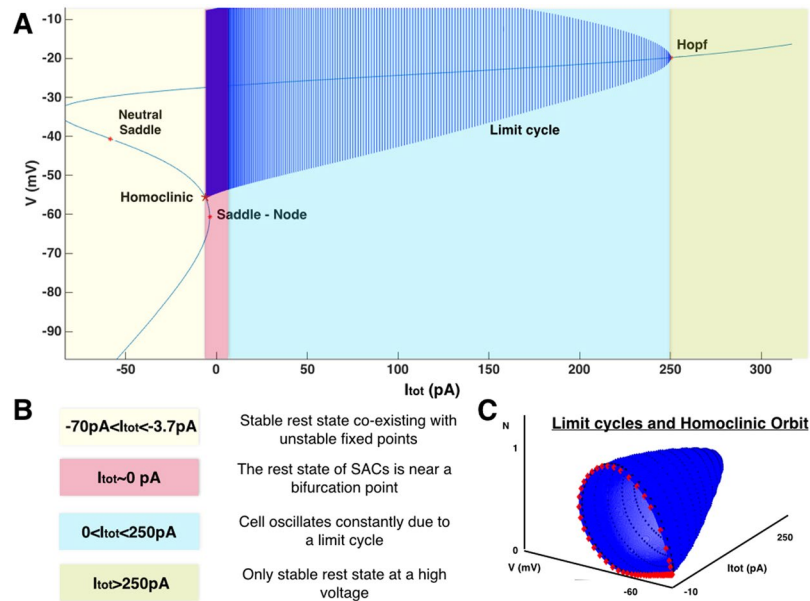 A
-10
-20
-30
-40
-50
-60
-70
-80
-90
V (mV)
Neutral
Saddle
Homoclinic
Saddle - Node
Limit cycle
Hopf
-50
0
50
100
150
200
250
300
Itot (pA)
B
-70pA<Itot<-3.7pA
Stable rest state co-existing with
unstable fixed points
Itot~0 pA
The rest state of SACs is near a
bifurcation point
0<Itot<250pA
Cell oscillates constantly due to
a limit cycle
Itot>250pA
Only stable rest state at a high
voltage
C
Limit cycles and Homoclinic Orbit
N
1
0
V (mV)
-60
-10
Itot (pA)
250